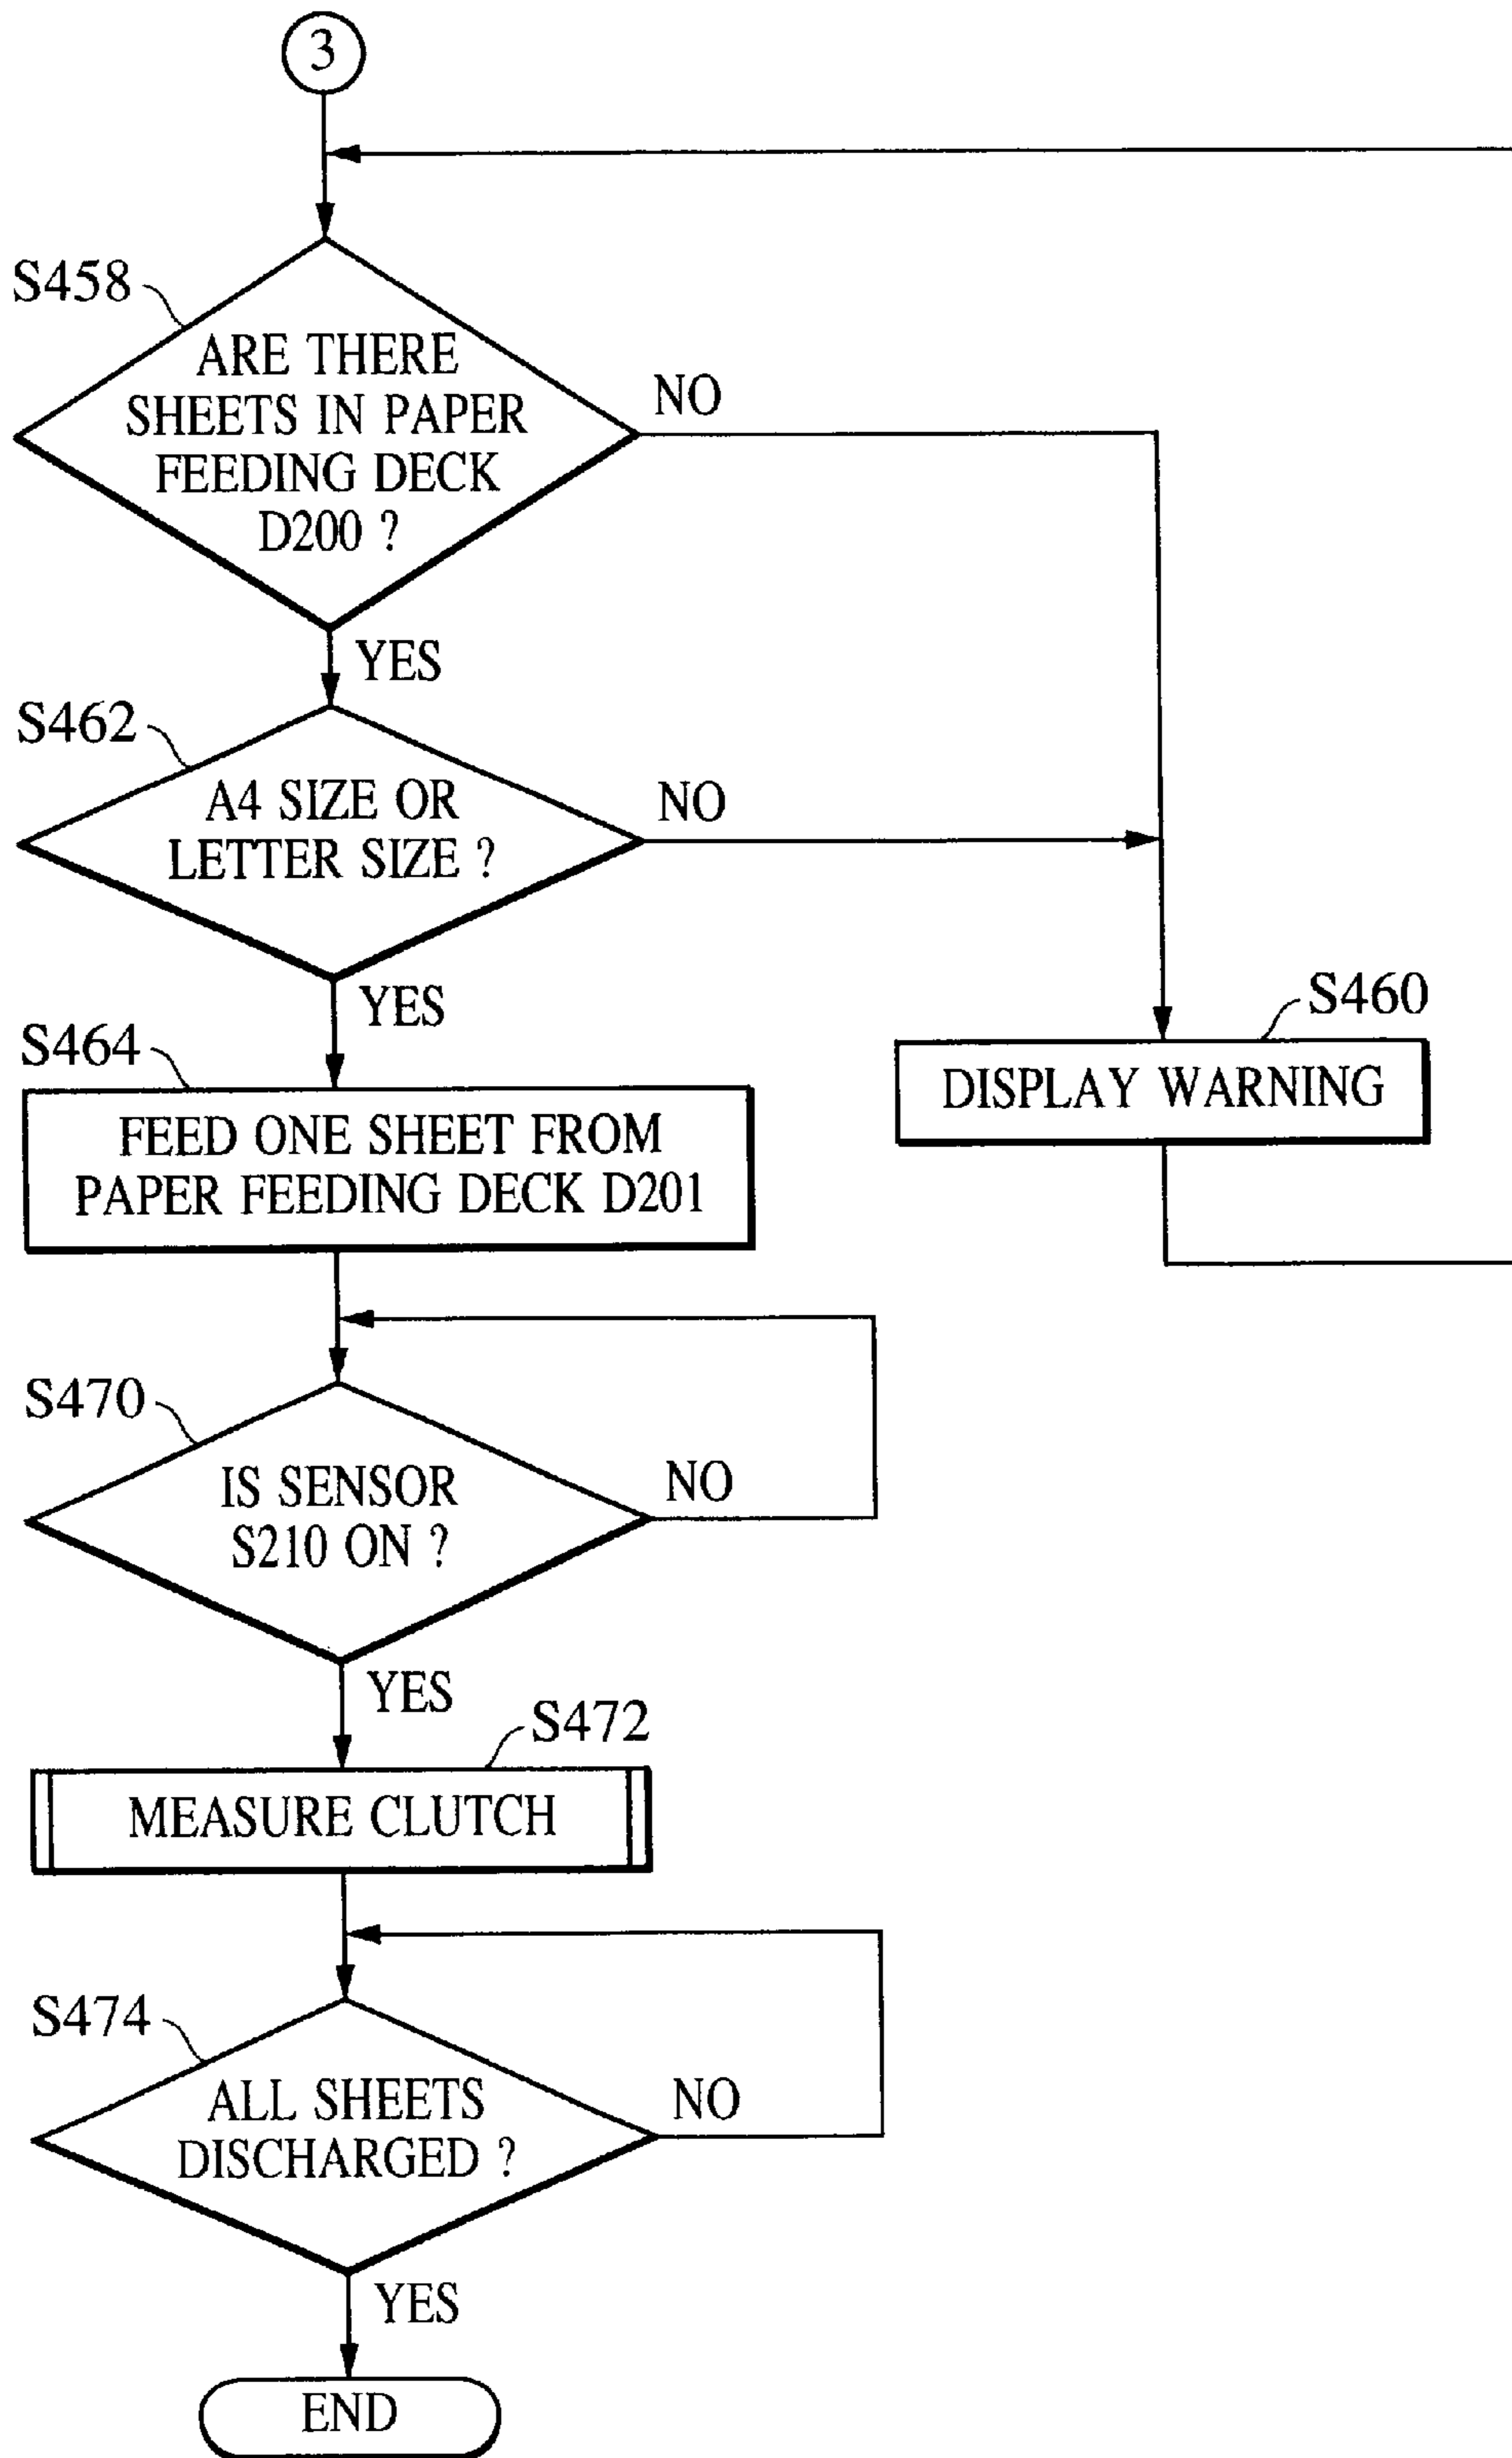 3
S458
ARE THERE
SHEETS IN PAPER
FEEDING DECK
D200 ?
NO
YES
S462
A4 SIZE OR
LETTER SIZE ?
NO
YES
S460
DISPLAY WARNING
S464
FEED ONE SHEET FROM
PAPER FEEDING DECK D201
S470
IS SENSOR
S210 ON ?
NO
YES
S472
MEASURE CLUTCH
S474
ALL SHEETS
DISCHARGED ?
NO
YES
END